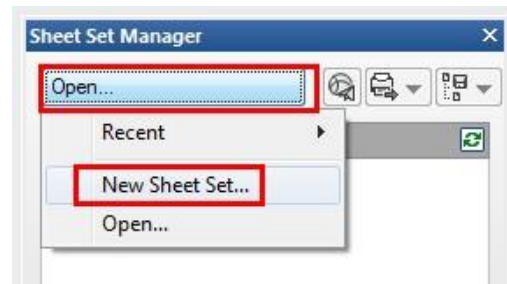 Sheet Set Manager
Open...
Recent
New Sheet Set...
Open...